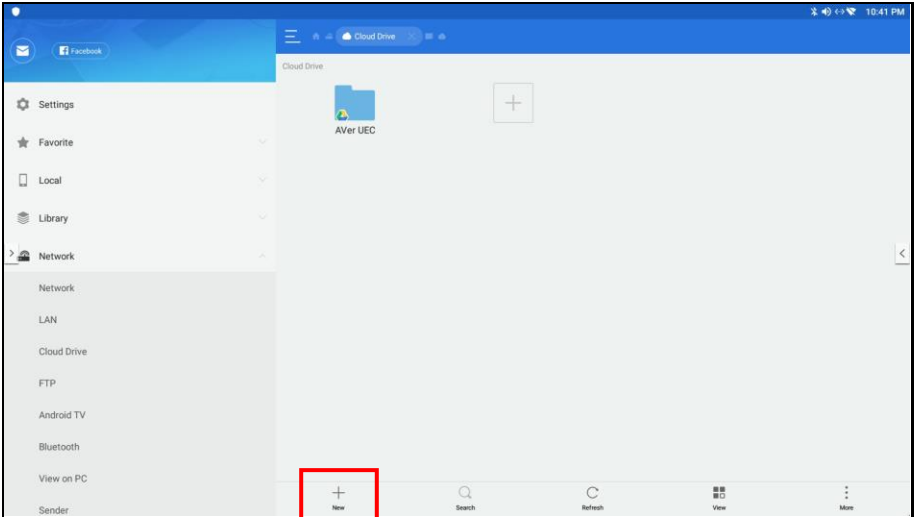 10:41 PM
Facebook
Cloud Drive
Cloud Drive
AVer UEC
Settings
Favorite
Local
Library
Network
Network
LAN
Cloud Drive
FTP
Android TV
Bluetooth
View on PC
Sender
New
Search
Refresh
View
More